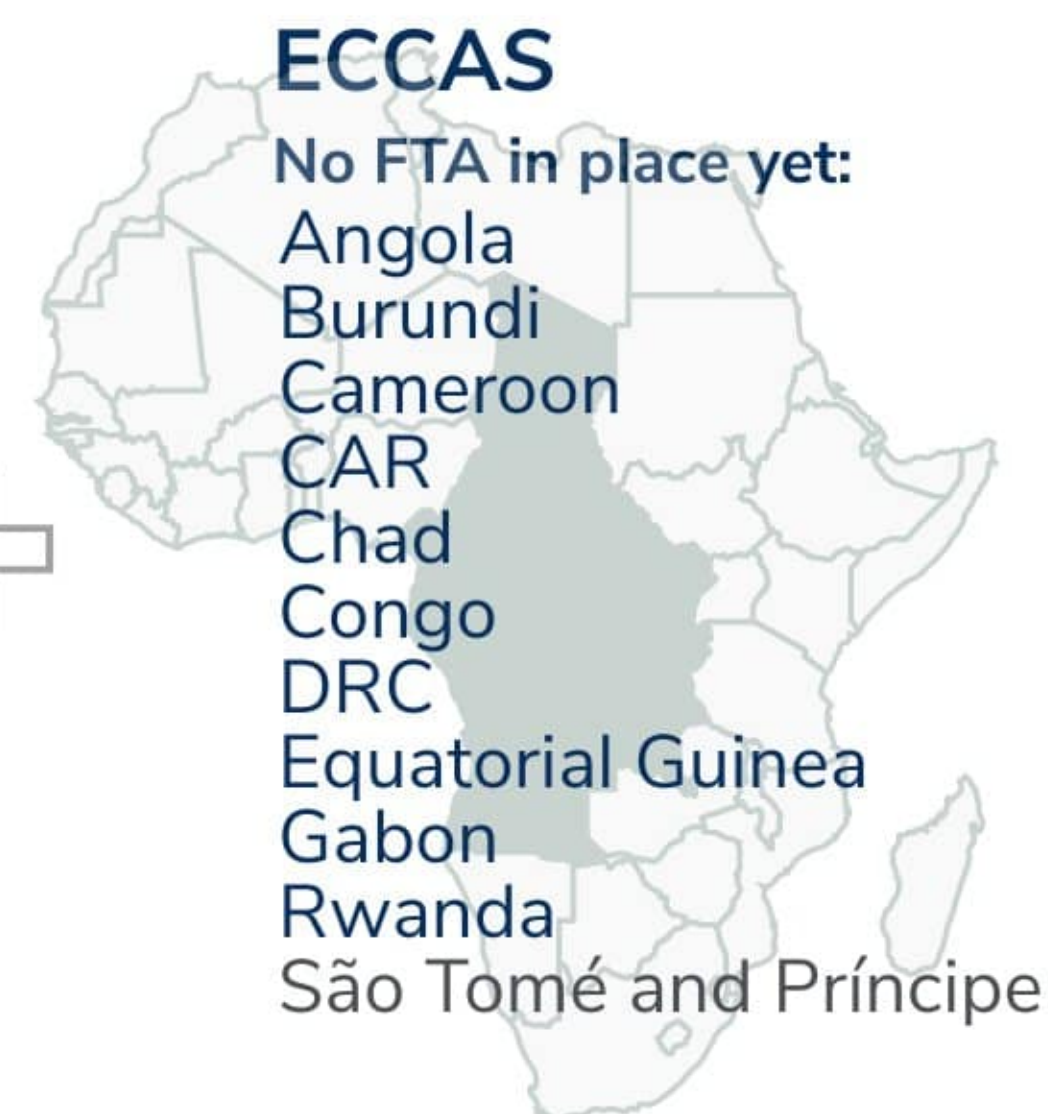 ECCAS
No FTA in place yet:
Angola
Burundi
Cameroon
CAR
Chad
Congo
DRC
Equatorial Guinea
Gabon
Rwanda
São Tomé and Príncipe